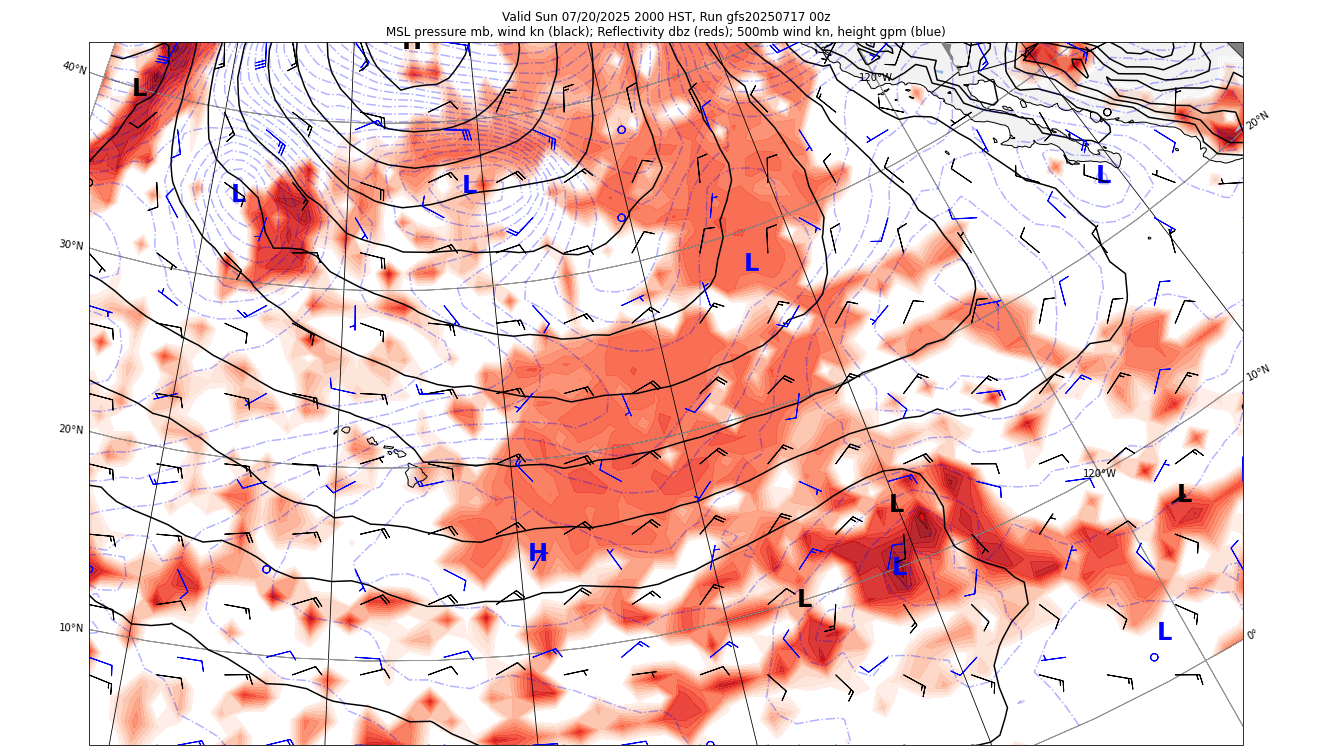 Valid Sun 07/20/2025 2000 HST, Run gfs20250717 00z
MSL pressure mb, wind kn (black); Reflectivity dbz (reds); 500mb wind kn, height gpm (blue)
H
40°N
120°W
L
20°N
L
L
L
30°N
L
10°N
20°N
120°W
L
L
H
L
L
10°N
L
0°